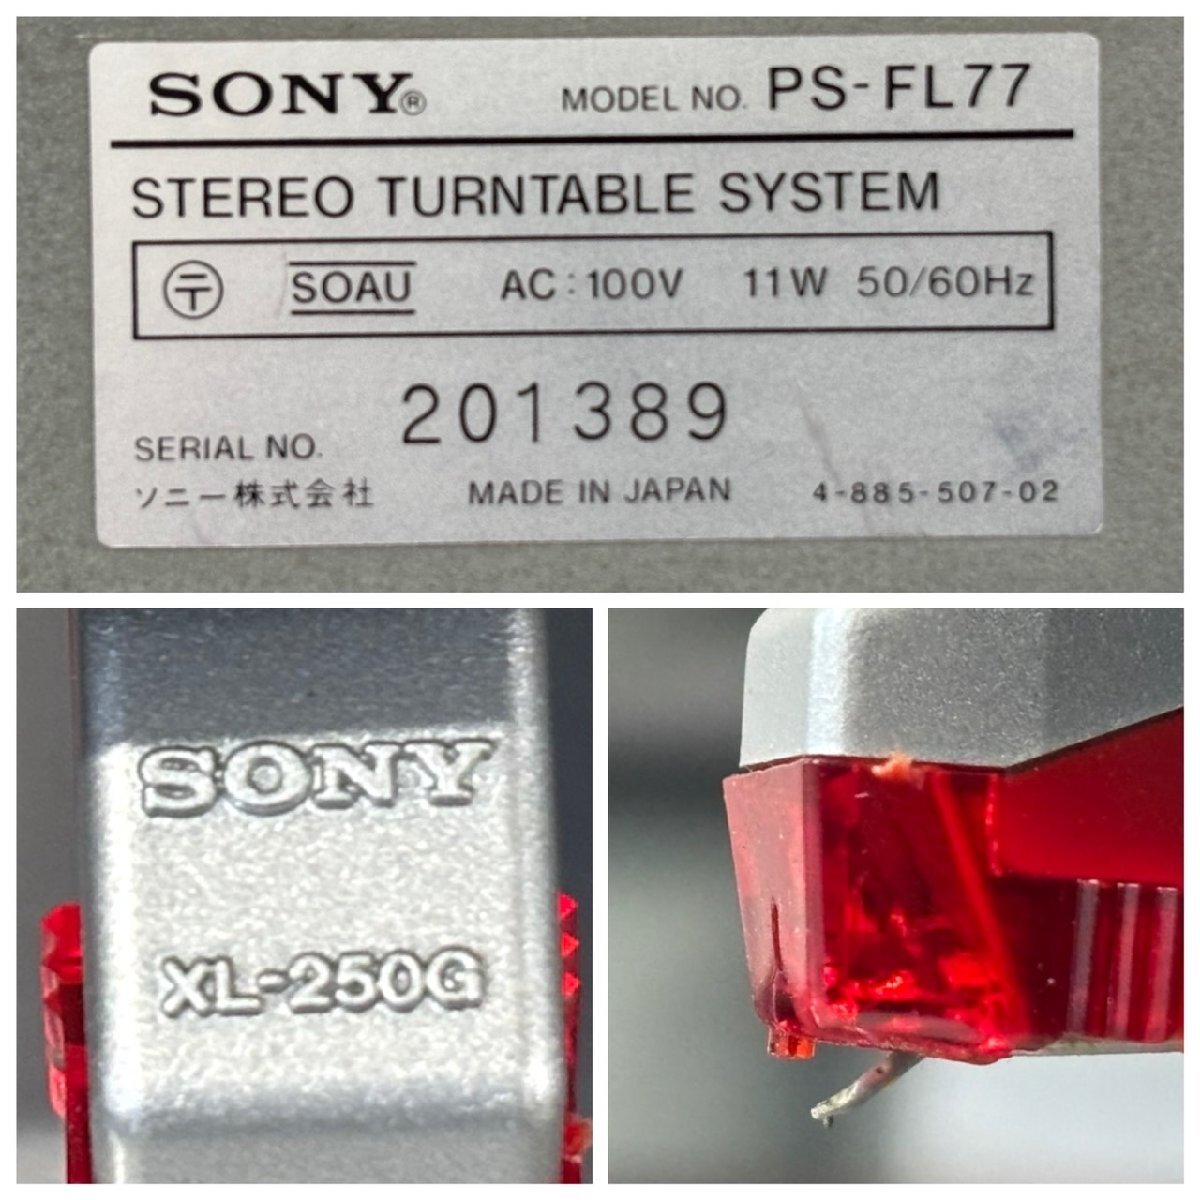 SONY® MODEL NO. PS-FL77
STEREO TURNTABLE SYSTEM
〒 SOAU AC:100V 11W 50/60Hz
SERIAL NO. 201389
ソニー株式会社 MADE IN JAPAN 4-885-507-02
SONY
XL-250G